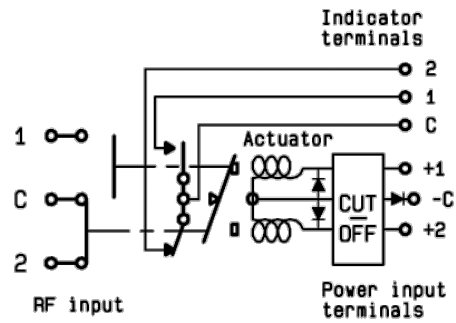 Indicator
terminals
2
1
C
Actuator
1
C
2
+1
-C
+2
CUT
OFF
RF input
Power input
terminals